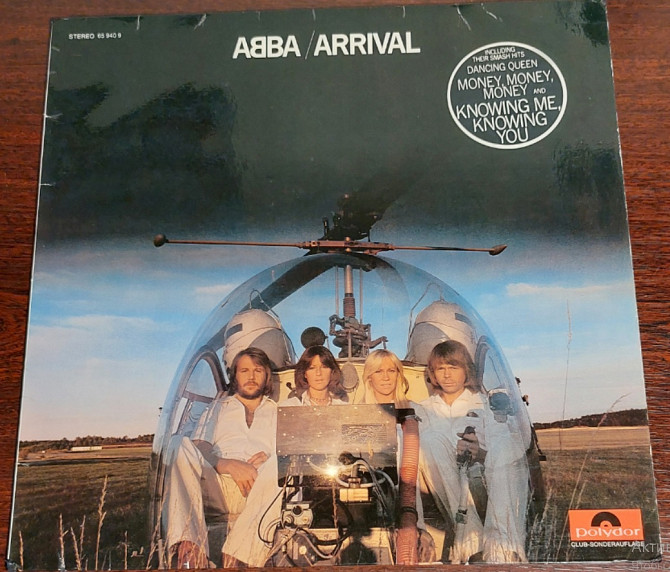 STEREO 65 940 9
ABBA / ARRIVAL
INCLUDING
THEIR SMASH HITS
DANCING QUEEN
MONEY, MONEY,
MONEY AND
KNOWING ME,
KNOWING
YOU
polydor
CLUB-SONDERAUFLAGE